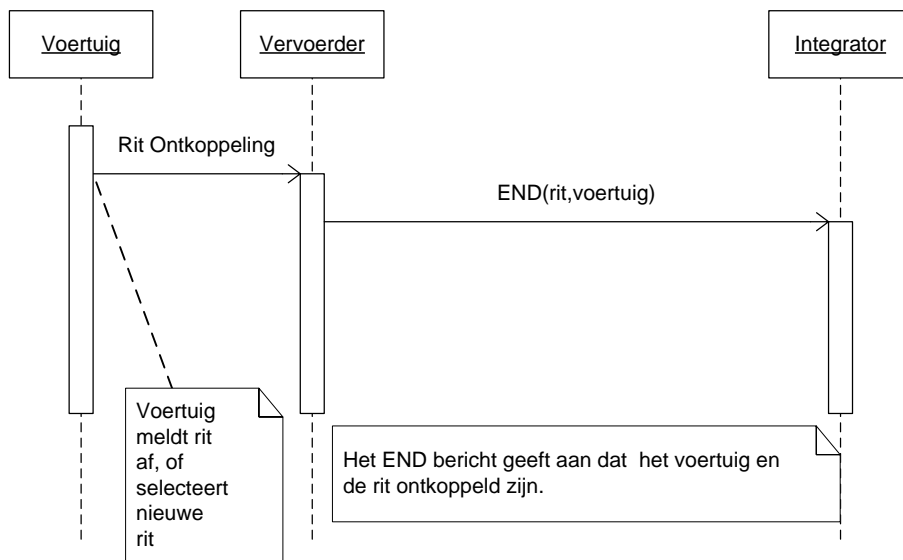 Voertuig
Vervoerder
Integrator
Rit Ontkoppeling
END(rit,voertuig)
Voertuig
meldt rit
af, of
selecteert
nieuwe
rit
Het END bericht geeft aan dat  het voertuig en
de rit ontkoppeld zijn.